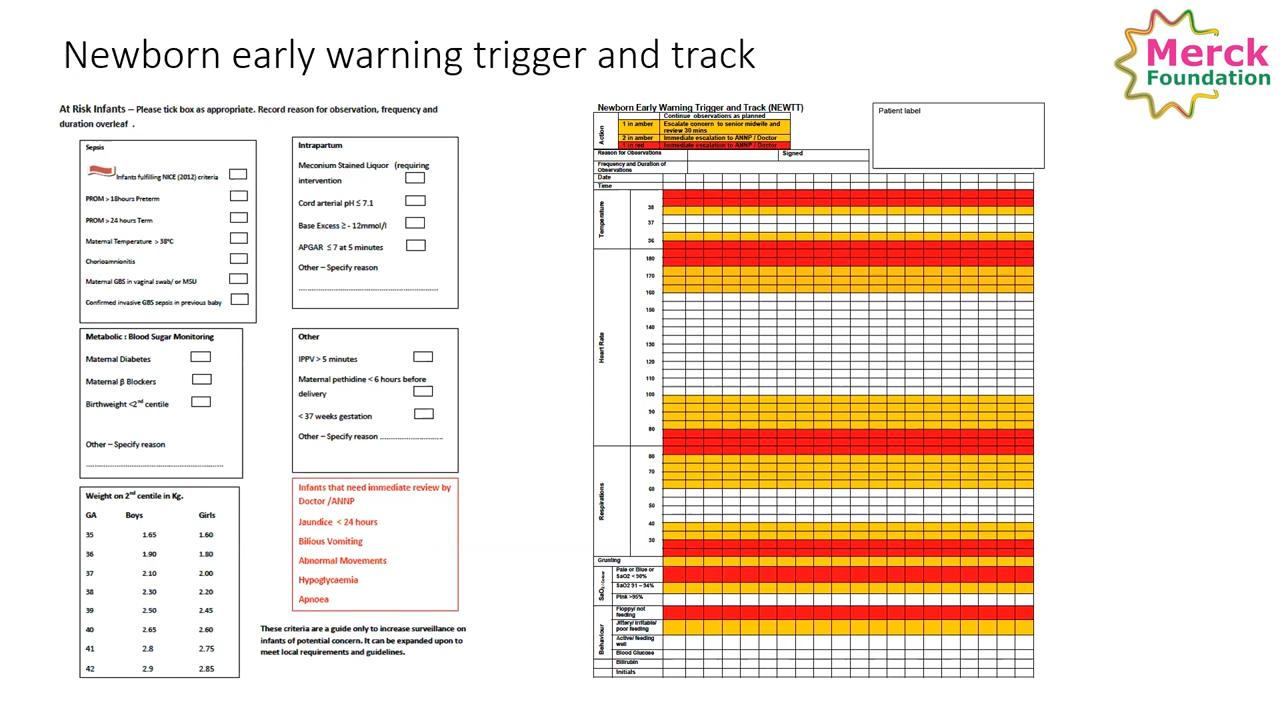 Newborn early warning trigger and track
Merck
Foundation
At Risk Infants – Please tick box as appropriate. Record reason for observation, frequency and
duration overleaf .
Sepsis
Infants fulfilling NICE (2012) criteria
PROM > 18hours Preterm
PROM > 24 hours Term
Maternal Temperature > 38°C
Chorioamnionitis
Maternal GBS in vaginal swab/ or MSU
Confirmed invasive GBS sepsis in previous baby
Intrapartum
Meconium Stained Liquor (requiring
intervention
Cord arterial pH ≤ 7.1
Base Excess ≥ - 12mmol/l
APGAR ≤ 7 at 5 minutes
Other – Specify reason
Metabolic : Blood Sugar Monitoring
Maternal Diabetes
Maternal β Blockers
Birthweight <2nd centile
Other – Specify reason
Other
IPPV > 5 minutes
Maternal pethidine < 6 hours before
delivery
< 37 weeks gestation
Other – Specify reason
Weight on 2nd centile in Kg.
GA Boys Girls
35 1.65 1.60
36 1.90 1.80
37 2.10 2.00
38 2.30 2.20
39 2.50 2.45
40 2.65 2.60
41 2.8 2.75
42 2.9 2.85
Infants that need immediate review by
Doctor /ANNP
Jaundice < 24 hours
Bilious Vomiting
Abnormal Movements
Hypoglycaemia
Apnoea
These criteria are a guide only to increase surveillance on
infants of potential concern. It can be expanded upon to
meet local requirements and guidelines.
Newborn Early Warning Trigger and Track (NEWTT)
Patient label
Action
Continue observations as planned
1 in amber Escalate concern to senior midwife and
review 30 mins
2 in amber Immediate escalation to ANNP / Doctor
1 in red Immediate escalation to ANNP / Doctor
Reason for Observations Signed
Frequency and Duration of
Observations
Date
Time
Temperature
38
37
36
Heart Rate
180
170
160
150
140
130
120
110
100
90
80
Respirations
80
70
60
50
40
30
Grunting
SaO2
Pale or Blue or
SaO2 < 90%
SaO2 91 – 94%
Pink >95%
Behaviour
Floppy/ not
feeding
Jittery/ irritable/
poor feeding
Active/ feeding
well
Blood Glucose
Bilirubin
Initials